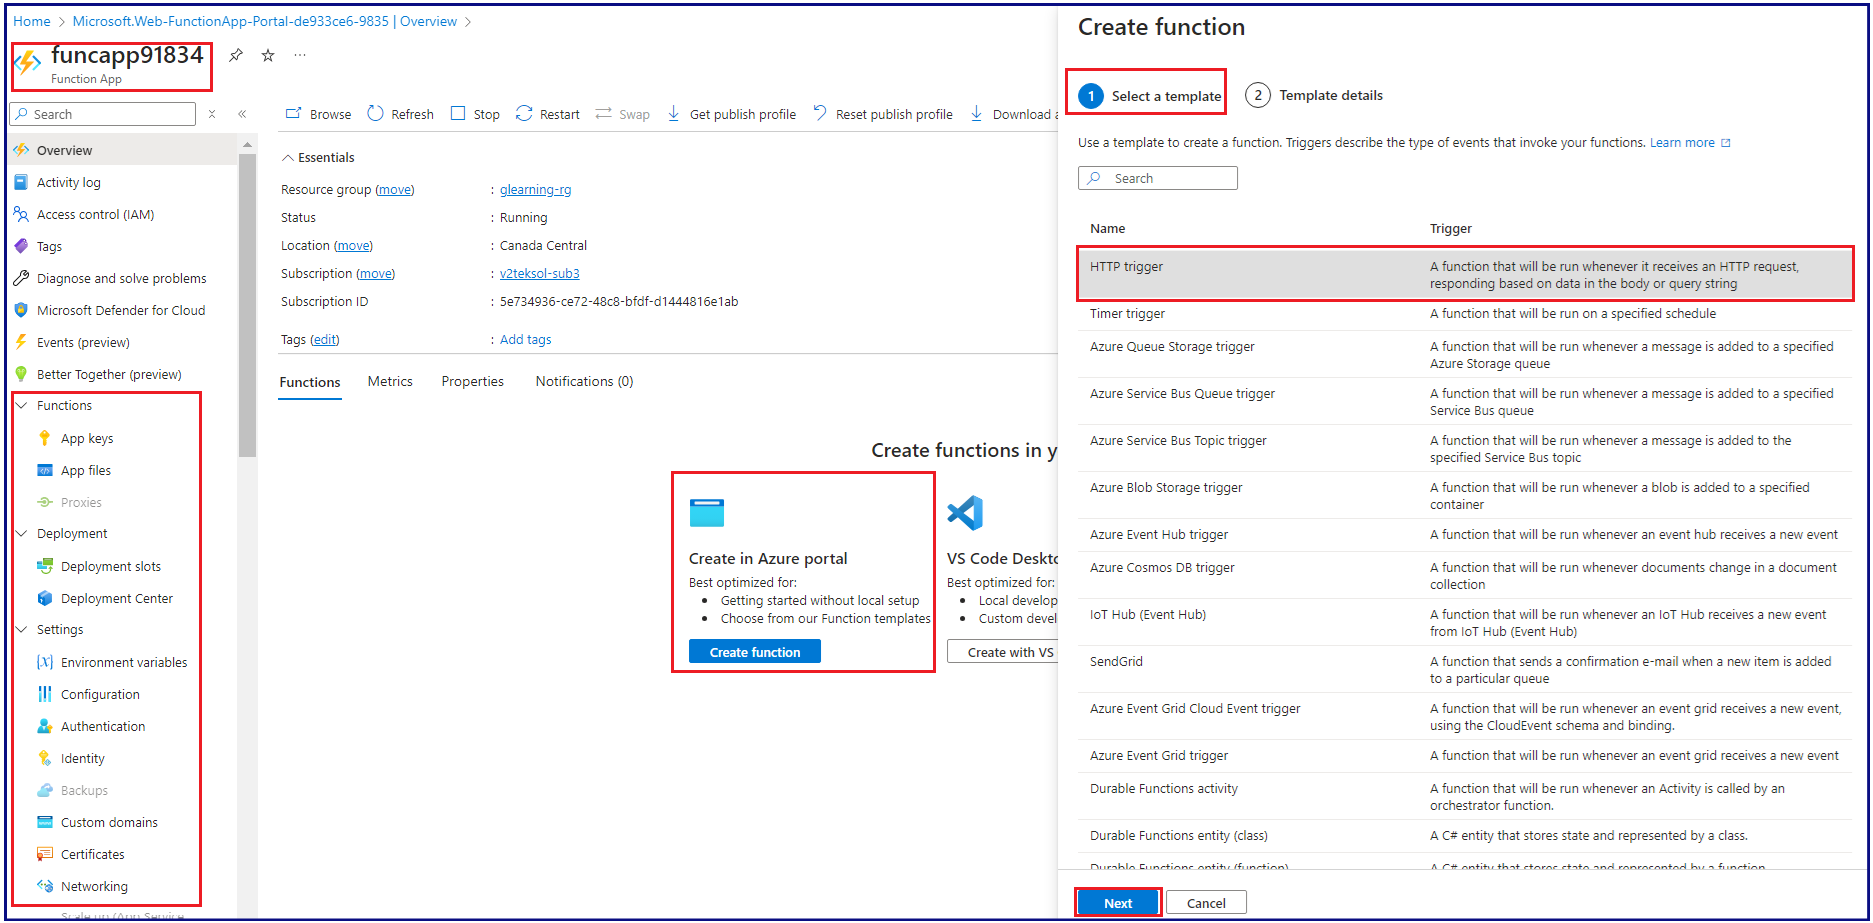 Home > Microsoft.Web-FunctionApp-Portal-de933ce6-9835 | Overview >
funcapp91834
Function App
Search
Overview
Activity log
Access control (IAM)
Tags
Diagnose and solve problems
Microsoft Defender for Cloud
Events (preview)
Better Together (preview)
Functions
App keys
App files
Proxies
Deployment
Deployment slots
Deployment Center
Settings
Environment variables
Configuration
Authentication
Identity
Backups
Custom domains
Certificates
Networking
Scale up (App Service
Browse Refresh Stop Restart Swap Get publish profile Reset publish profile Download a
Essentials
Resource group (move) : glearning-rg
Status : Running
Location (move) : Canada Central
Subscription (move) : v2teksol-sub3
Subscription ID : 5e734936-ce72-48c8-bfdf-d1444816e1ab
Tags (edit) : Add tags
Functions Metrics Properties Notifications (0)
Create functions in y
Create in Azure portal
Best optimized for:
• Getting started without local setup
• Choose from our Function templates
Create function
VS Code Deskto
Best optimized for:
• Local develop
• Custom devel
Create with VS
Create function
1 Select a template 2 Template details
Use a template to create a function. Triggers describe the type of events that invoke your functions. Learn more
Search
Name Trigger
HTTP trigger A function that will be run whenever it receives an HTTP request,
responding based on data in the body or query string
Timer trigger A function that will be run on a specified schedule
Azure Queue Storage trigger A function that will be run whenever a message is added to a specified
Azure Storage queue
Azure Service Bus Queue trigger A function that will be run whenever a message is added to a specified
Service Bus queue
Azure Service Bus Topic trigger A function that will be run whenever a message is added to the
specified Service Bus topic
Azure Blob Storage trigger A function that will be run whenever a blob is added to a specified
container
Azure Event Hub trigger A function that will be run whenever an event hub receives a new event
Azure Cosmos DB trigger A function that will be run whenever documents change in a document
collection
IoT Hub (Event Hub) A function that will be run whenever an IoT Hub receives a new event
from IoT Hub (Event Hub)
SendGrid A function that sends a confirmation e-mail when a new item is added
to a particular queue
Azure Event Grid Cloud Event trigger A function that will be run whenever an event grid receives a new event,
using the CloudEvent schema and binding.
Azure Event Grid trigger A function that will be run whenever an event grid receives a new event
Durable Functions activity A function that will be run whenever an Activity is called by an
orchestrator function.
Durable Functions entity (class) A C# entity that stores state and represented by a class.
Durable Functions entity (function) A C# entity that stores state and represented by a function
Next Cancel